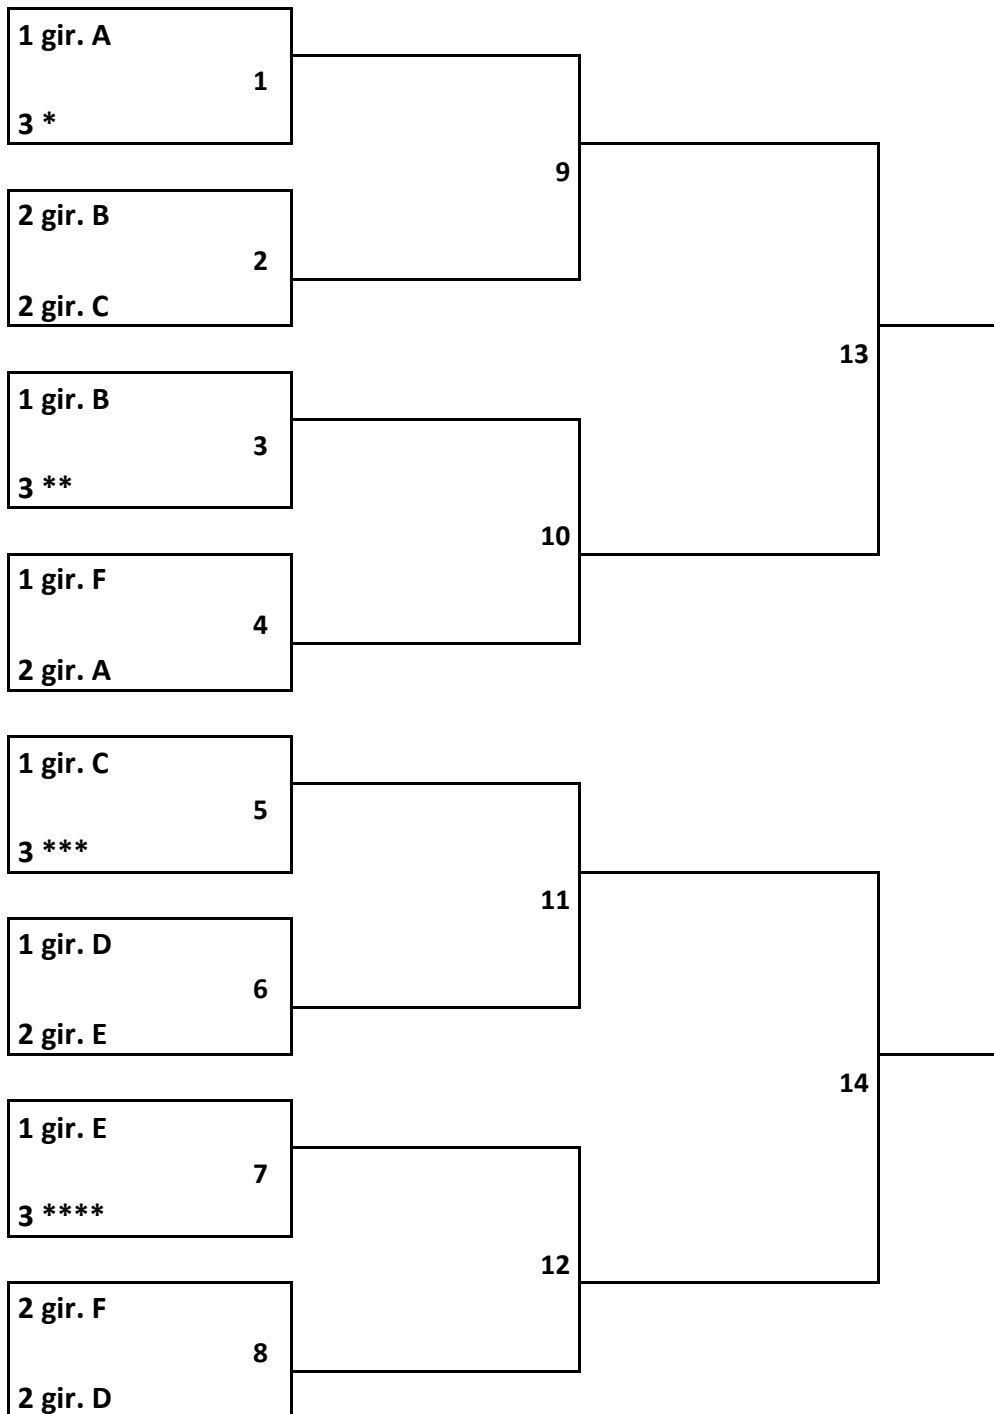 1 gir. A
1
3 *
9
2 gir. B
2
2 gir. C
13
1 gir. B
3
3 **
10
1 gir. F
4
2 gir. A
1 gir. C
5
3 ***
11
1 gir. D
6
2 gir. E
14
1 gir. E
7
3 ****
12
2 gir. F
8
2 gir. D